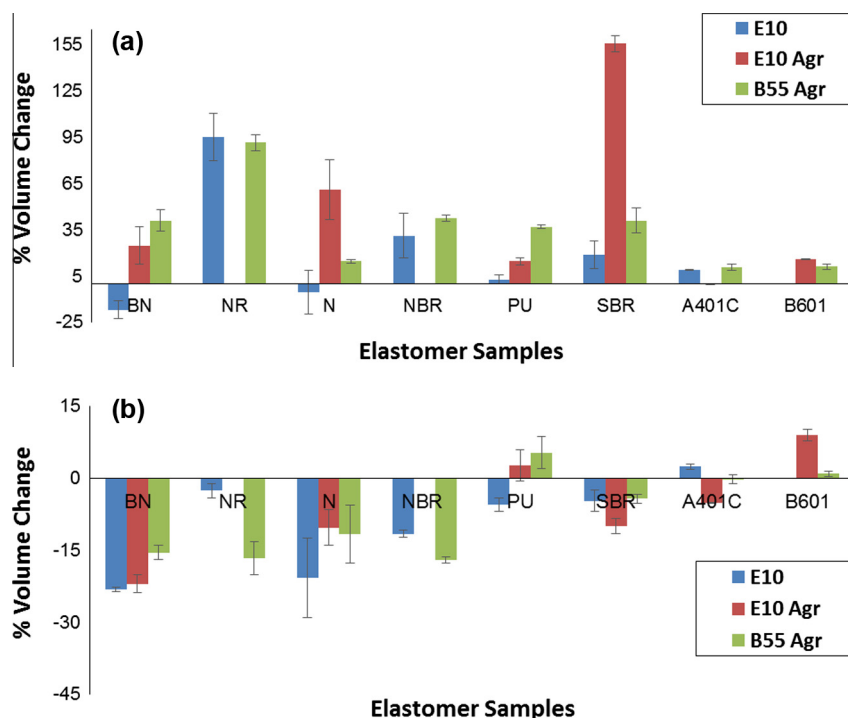 (a)
E10
E10 Agr
B55 Agr
155
125
95
65
35
5
-25
% Volume Change
BN NR N NBR PU SBR A401C B601
Elastomer Samples
(b)
15
0
-15
-30
-45
% Volume Change
BN NR N NBR PU SBR A401C B601
E10
E10 Agr
B55 Agr
Elastomer Samples